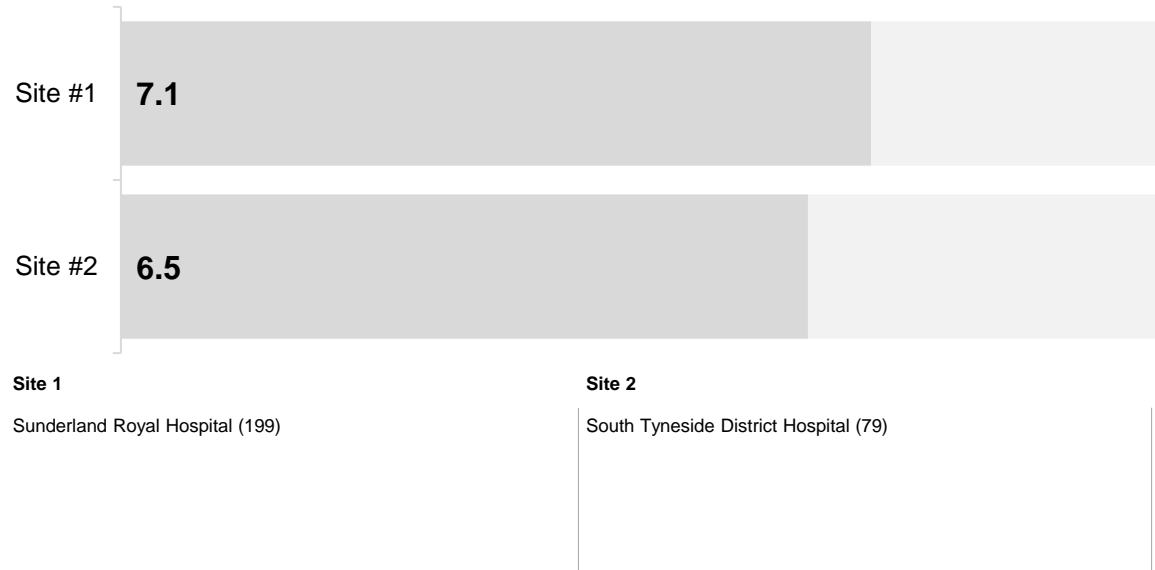 Site #1
7.1
Site #2
6.5
Site 1
Site 2
Sunderland Royal Hospital (199)
South Tyneside District Hospital (79)